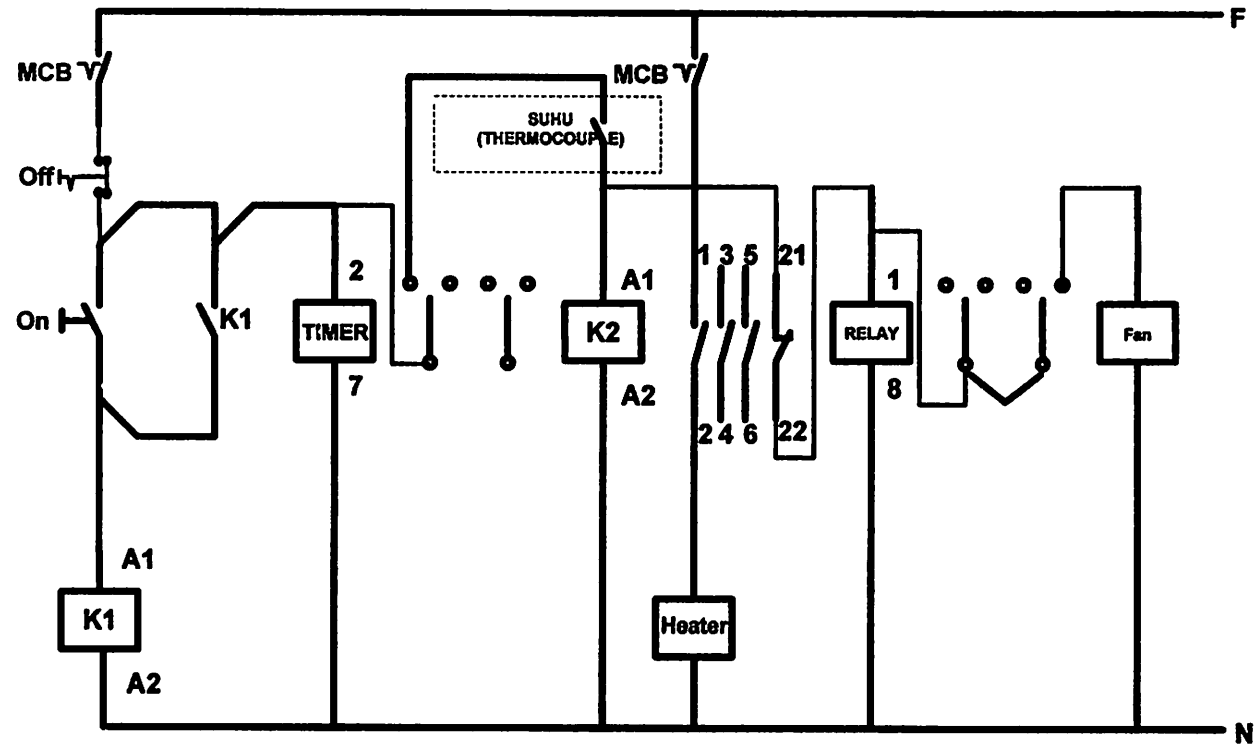 F
MCB
MCB
SUHU
(THERMOCOUPLE)
Off
1 3 5 21
2
A1
1
On
K1
TIMER
K2
RELAY
Fan
7
A2
8
2 4 6 22
A1
K1
Heater
A2
N